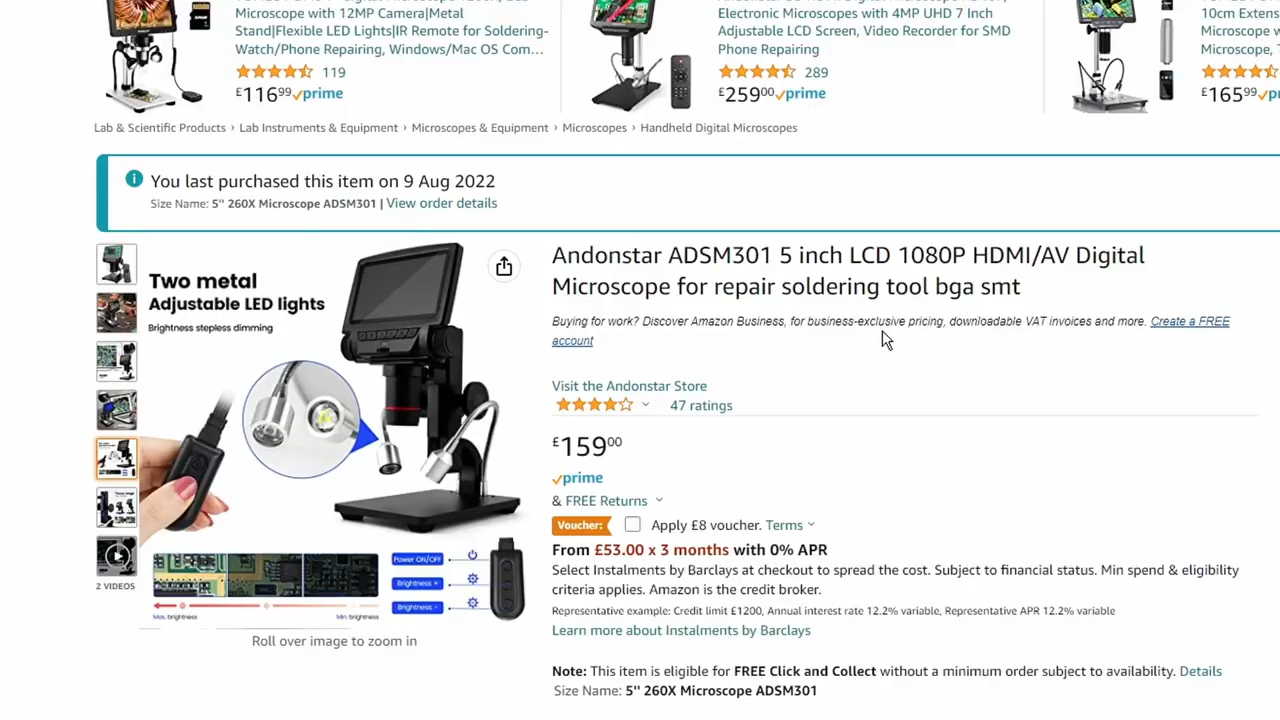 Microscope with 12MP Camera|Metal
Stand|Flexible LED Lights|IR Remote for Soldering-
Watch/Phone Repairing, Windows/Mac OS Com…
119
£116⁹⁹ prime
Electronic Microscopes with 4MP UHD 7 Inch
Adjustable LCD Screen, Video Recorder for SMD
Phone Repairing
289
£259⁰⁰ prime
10cm Extens
Microscope w
Microscope, T
£165⁹⁹
Lab & Scientific Products › Lab Instruments & Equipment › Microscopes & Equipment › Microscopes › Handheld Digital Microscopes
You last purchased this item on 9 Aug 2022
Size Name: 5'' 260X Microscope ADSM301 | View order details
Two metal
Adjustable LED lights
Brightness stepless dimming
Power ON/OFF
Brightness +
Brightness -
Max. brightness
Min. brightness
2 VIDEOS
Roll over image to zoom in
Andonstar ADSM301 5 inch LCD 1080P HDMI/AV Digital
Microscope for repair soldering tool bga smt
Buying for work? Discover Amazon Business, for business-exclusive pricing, downloadable VAT invoices and more. Create a FREE
account
Visit the Andonstar Store
47 ratings
£159⁰⁰
prime
& FREE Returns
Voucher: Apply £8 voucher. Terms
From £53.00 x 3 months with 0% APR
Select Instalments by Barclays at checkout to spread the cost. Subject to financial status. Min spend & eligibility
criteria applies. Amazon is the credit broker.
Representative example: Credit limit £1200, Annual interest rate 12.2% variable, Representative APR 12.2% variable
Learn more about Instalments by Barclays
Note: This item is eligible for FREE Click and Collect without a minimum order subject to availability. Details
Size Name: 5'' 260X Microscope ADSM301